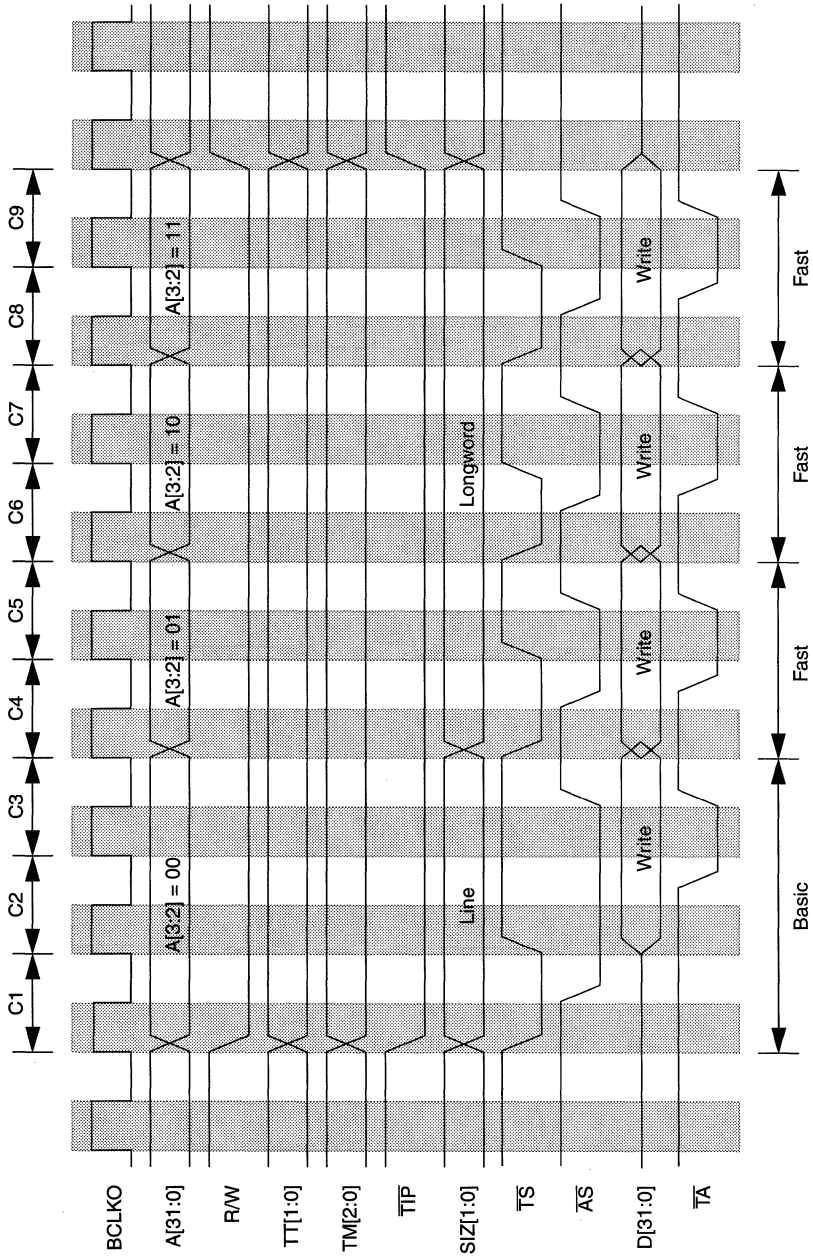 C1 C2 C3 C4 C5 C6 C7 C8 C9
BCLKO
A[31:0] A[3:2] = 00 A[3:2] = 01 A[3:2] = 10 A[3:2] = 11
R/W
TT[1:0]
TM[2:0]
TIP
SIZ[1:0] Line Longword
TS
AS
D[31:0] Write Write Write Write
TA
Basic Fast Fast Fast